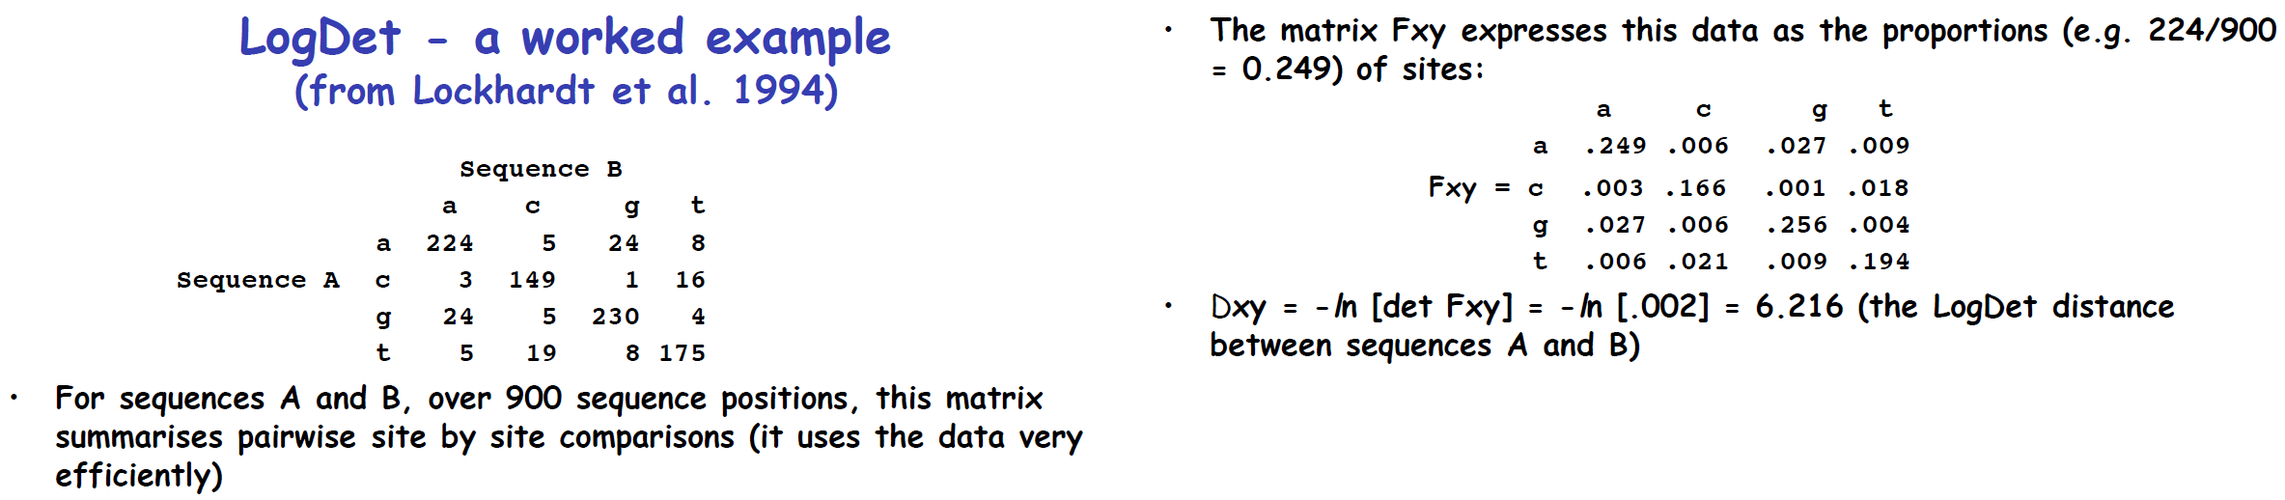 LogDet - a worked example
(from Lockhardt et al. 1994)
Sequence B
a c g t
a 224 5 24 8
Sequence A c 3 149 1 16
g 24 5 230 4
t 5 19 8 175
• For sequences A and B, over 900 sequence positions, this matrix
summarises pairwise site by site comparisons (it uses the data very
efficiently)
• The matrix Fxy expresses this data as the proportions (e.g. 224/900
= 0.249) of sites:
a c g t
a .249 .006 .027 .009
Fxy = c .003 .166 .001 .018
g .027 .006 .256 .004
t .006 .021 .009 .194
• Dxy = -ln [det Fxy] = -ln [.002] = 6.216 (the LogDet distance
between sequences A and B)